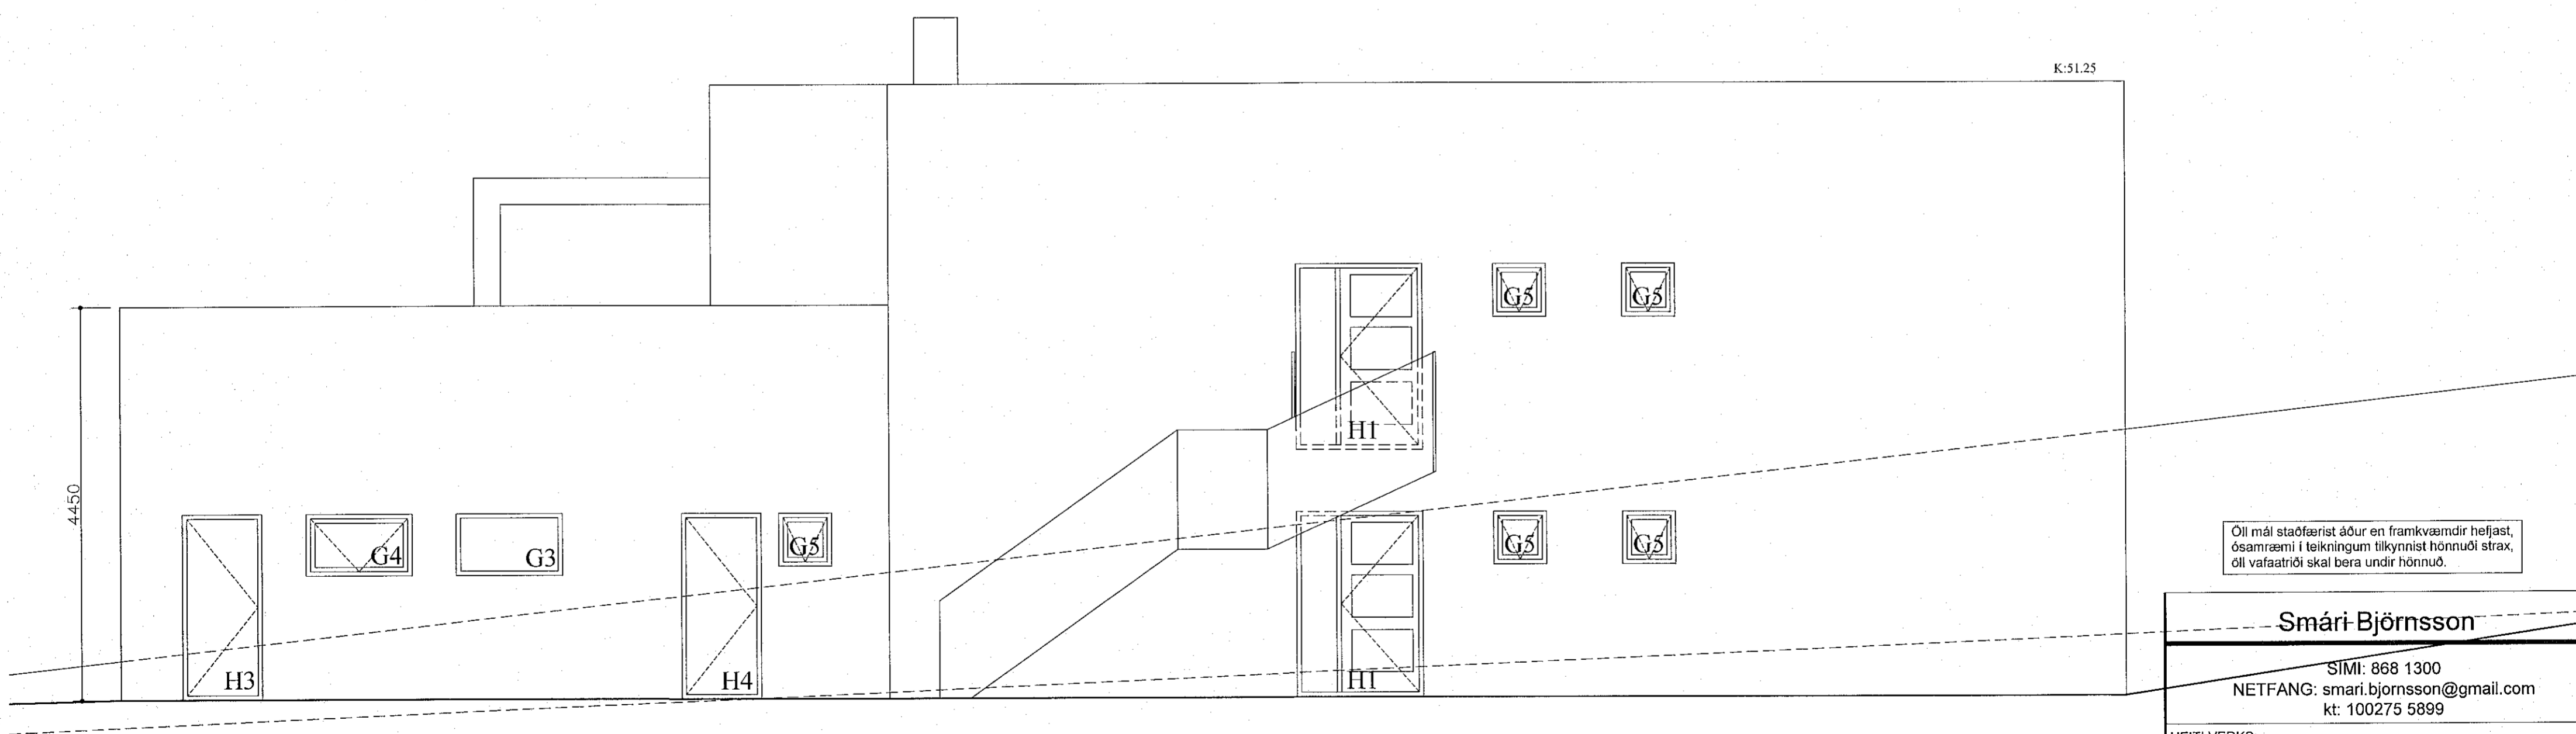 K:51.25
G5
G5
H1
4450
G4
G3
G5
G5
G5
H3
H4
H1
Öll mál staðfærist áður en framkvæmdir hefjast,
ósamræmi í teikningum tilkynnist hönnuði strax,
öll vafaatriði skal bera undir hönnuð.
Smári Björnsson
SÍMI: 868 1300
NETFANG: smari.bjornsson@gmail.com
kt: 100275 5899